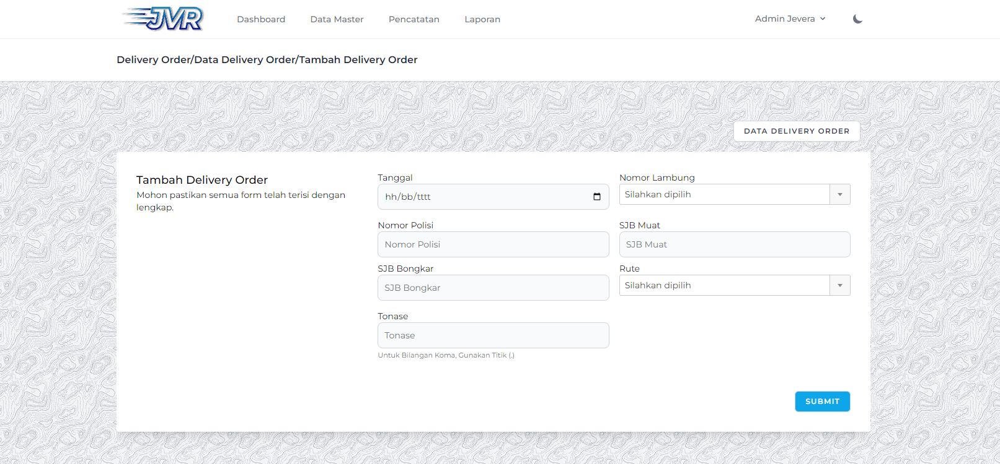 JVR
Dashboard
Data Master
Pencatatan
Laporan
Admin Jevera
Delivery Order/Data Delivery Order/Tambah Delivery Order
DATA DELIVERY ORDER
Tambah Delivery Order
Mohon pastikan semua form telah terisi dengan
lengkap.
Tanggal
hh/bb/tttt
Nomor Lambung
Silahkan dipilih
Nomor Polisi
Nomor Polisi
SJB Muat
SJB Muat
SJB Bongkar
SJB Bongkar
Rute
Silahkan dipilih
Tonase
Tonase
Untuk Bilangan Koma, Gunakan Titik (.)
SUBMIT